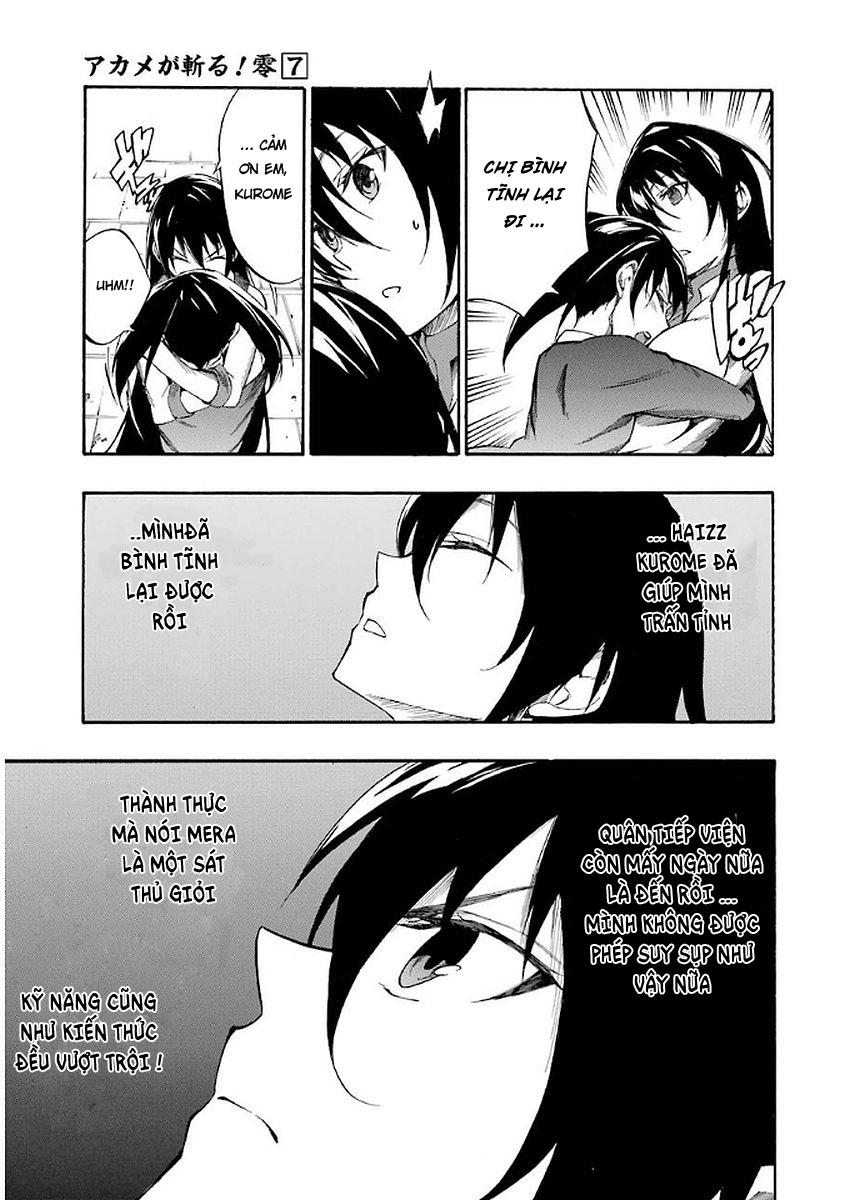 アカメが斬る！零 7
CHỊ BÌNH
TĨNH LẠI
ĐI ...
... CẢM
ƠN EM,
KUROME
UHM!!
... HAIZZ
KUROME ĐÃ
GIÚP MÌNH
TRẤN TỈNH
..MÌNHĐÃ
BÌNH TĨNH
LẠI ĐƯỢC
RỒI
QUÂN TIẾP VIỆN
CÒN MẤY NGÀY NỮA
LÀ ĐẾN RỒI ...
MÌNH KHÔNG ĐƯỢC
PHÉP SUY SỤP NHƯ
VẬY NỮA
THÀNH THỰC
MÀ NÓI MERA
LÀ MỘT SÁT
THỦ GIỎI
KỸ NĂNG CŨNG
NHƯ KIẾN THỨC
ĐỀU VƯỢT TRỘI !